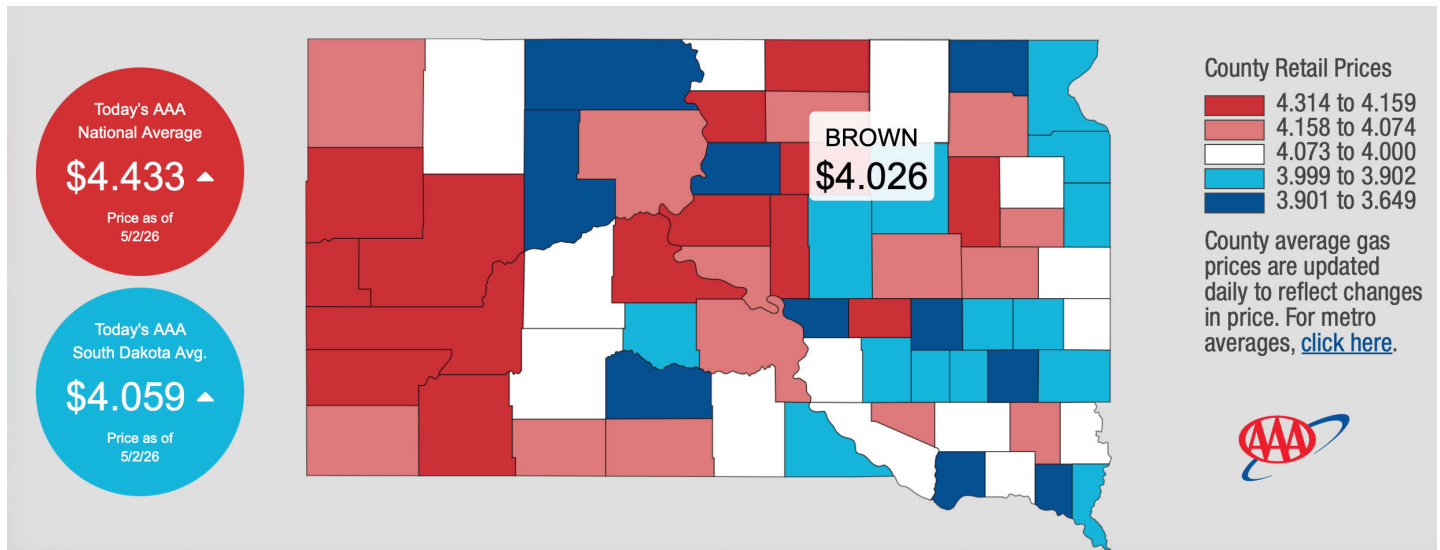 Today's AAA
National Average
$4.433
Price as of
5/2/26
Today's AAA
South Dakota Avg.
$4.059
Price as of
5/2/26
BROWN
$4.026
County Retail Prices
4.314 to 4.159
4.158 to 4.074
4.073 to 4.000
3.999 to 3.902
3.901 to 3.649
County average gas
prices are updated
daily to reflect changes
in price. For metro
averages, click here.
AAA